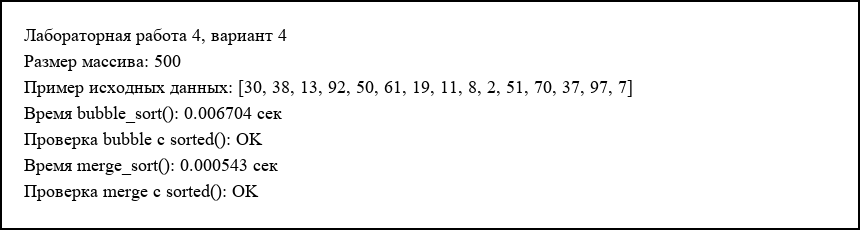 Лабораторная работа 4, вариант 4
Размер массива: 500
Пример исходных данных: [30, 38, 13, 92, 50, 61, 19, 11, 8, 2, 51, 70, 37, 97, 7]
Время bubble_sort(): 0.006704 сек
Проверка bubble с sorted(): OK
Время merge_sort(): 0.000543 сек
Проверка merge с sorted(): OK